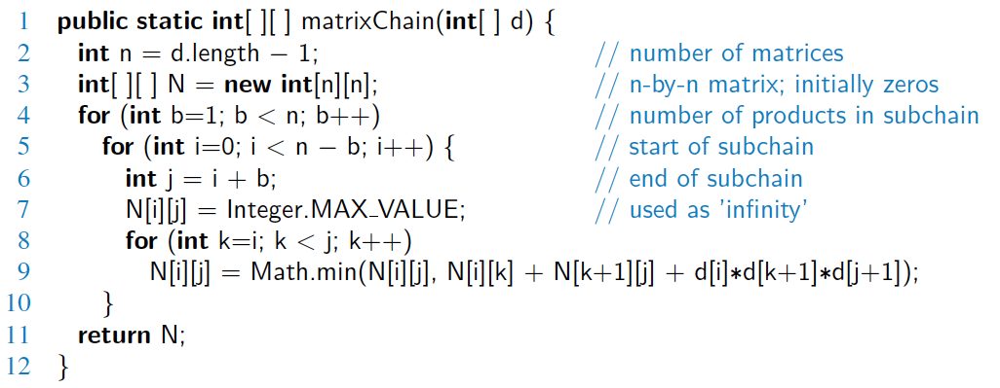 1 public static int[ ][ ] matrixChain(int[ ] d) {
2 int n = d.length − 1; // number of matrices
3 int[ ][ ] N = new int[n][n]; // n-by-n matrix; initially zeros
4 for (int b=1; b < n; b++) // number of products in subchain
5 for (int i=0; i < n − b; i++) { // start of subchain
6 int j = i + b; // end of subchain
7 N[i][j] = Integer.MAX_VALUE; // used as 'infinity'
8 for (int k=i; k < j; k++)
9 N[i][j] = Math.min(N[i][j], N[i][k] + N[k+1][j] + d[i]∗d[k+1]∗d[j+1]);
10 }
11 return N;
12 }